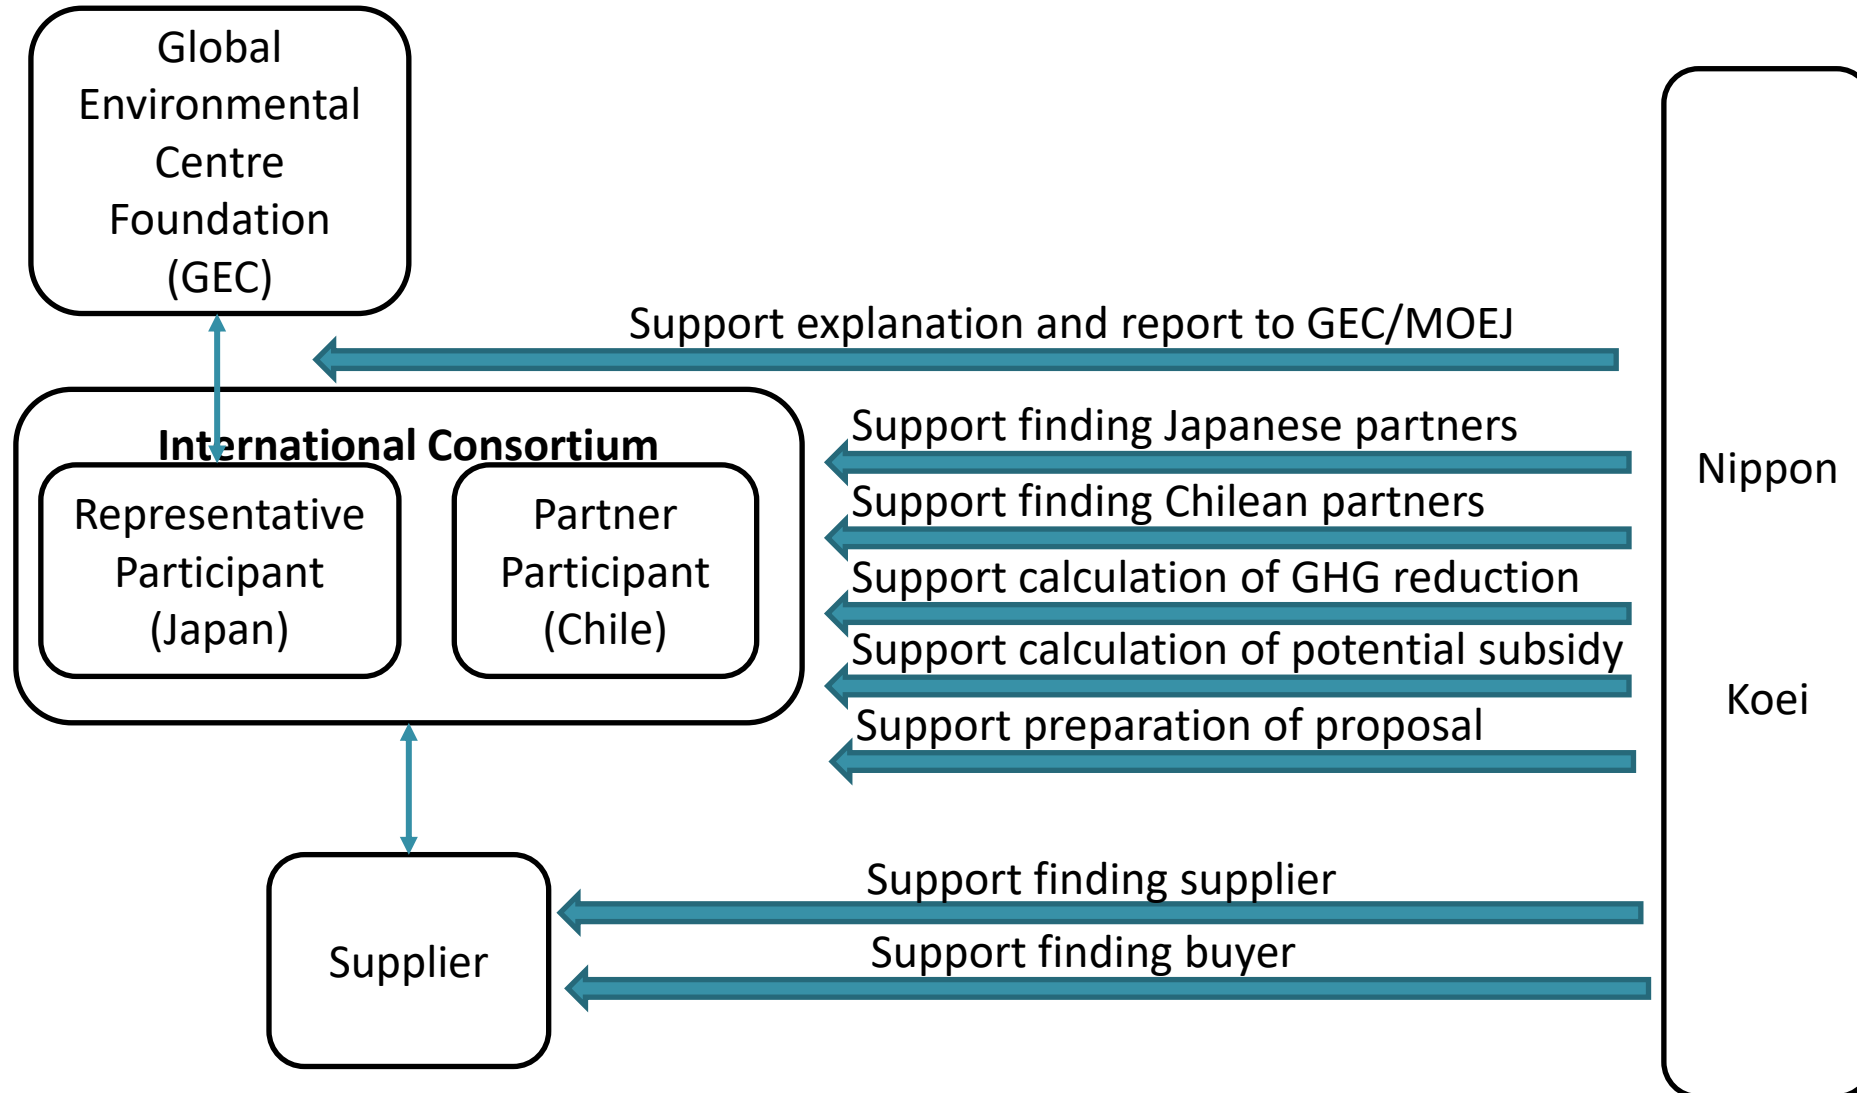 Global
Environmental
Centre
Foundation
(GEC)
Support explanation and report to GEC/MOEJ
International Consortium
Representative
Participant
(Japan)
Partner
Participant
(Chile)
Support finding Japanese partners
Support finding Chilean partners
Support calculation of GHG reduction
Support calculation of potential subsidy
Support preparation of proposal
Nippon
Koei
Supplier
Support finding supplier
Support finding buyer